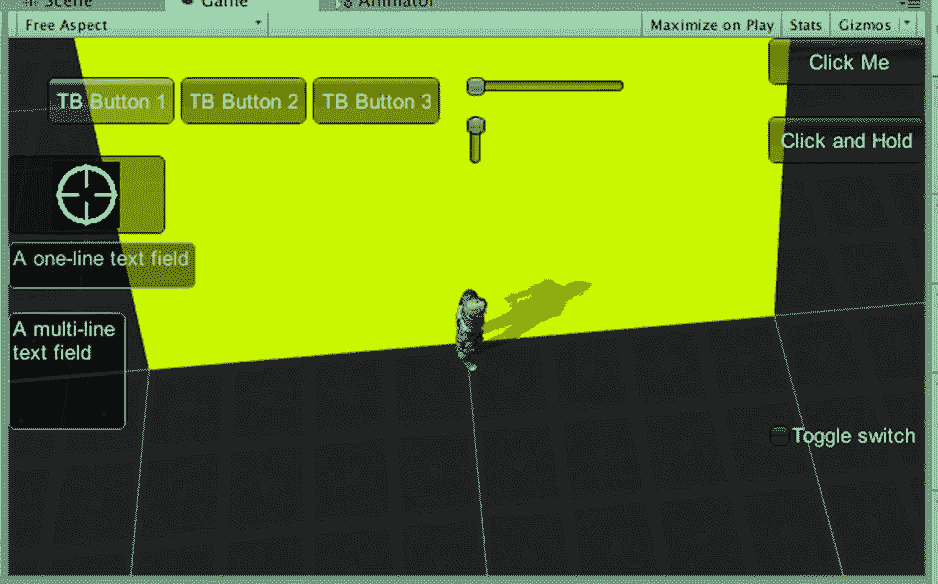 Scene Game Animator
Free Aspect Maximize on Play Stats Gizmos
Click Me
TB Button 1 TB Button 2 TB Button 3
Click and Hold
A one-line text field
A multi-line
text field
Toggle switch